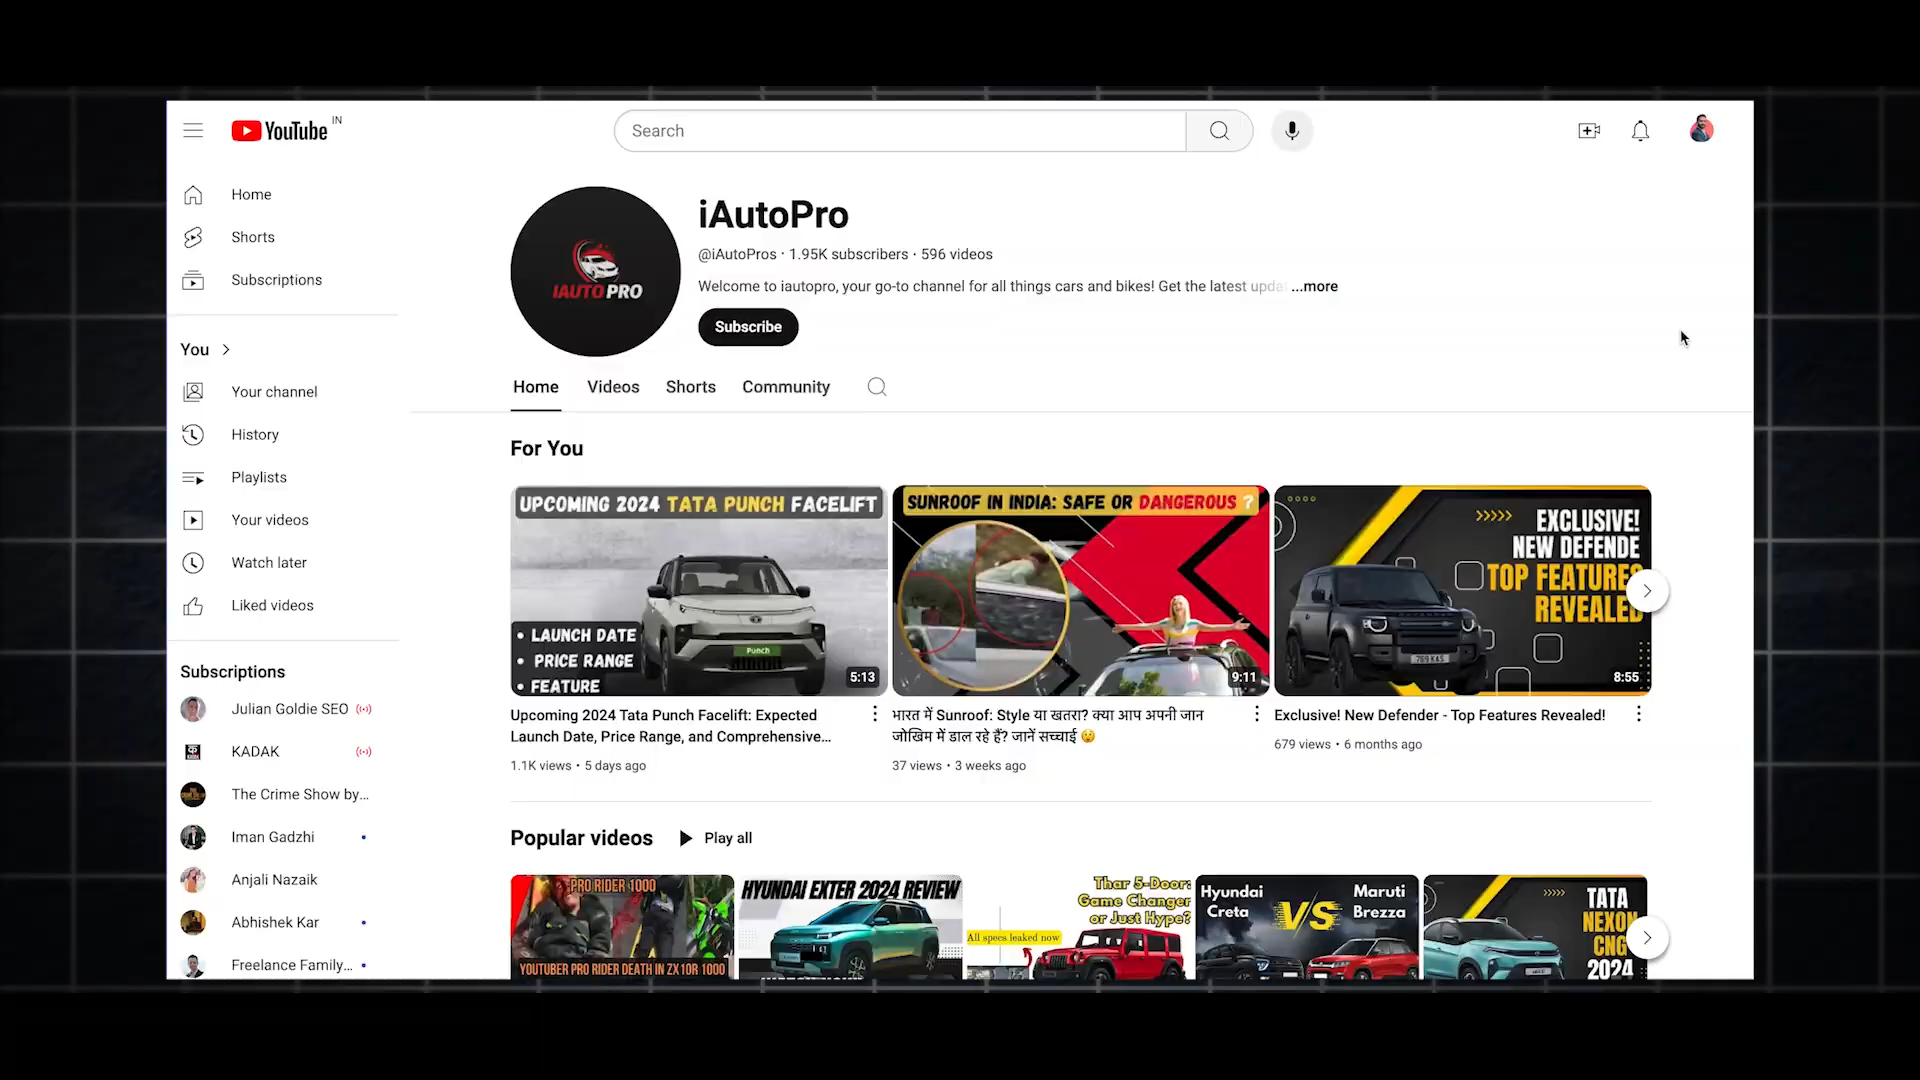 YouTube IN
Search
Home
Shorts
Subscriptions
You
Your channel
History
Playlists
Your videos
Watch later
Liked videos
Subscriptions
Julian Goldie SEO
KADAK
The Crime Show by...
Iman Gadzhi
Anjali Nazaik
Abhishek Kar
Freelance Family...
IAUTO PRO
iAutoPro
@iAutoPros · 1.95K subscribers · 596 videos
Welcome to iautopro, your go-to channel for all things cars and bikes! Get the latest upda ...more
Subscribe
Home Videos Shorts Community
For You
UPCOMING 2024 TATA PUNCH FACELIFT
• LAUNCH DATE
• PRICE RANGE
• FEATURE
Punch
5:13
Upcoming 2024 Tata Punch Facelift: Expected
Launch Date, Price Range, and Comprehensive...
1.1K views • 5 days ago
SUNROOF IN INDIA: SAFE OR DANGEROUS ?
9:11
भारत में Sunroof: Style या खतरा? क्या आप अपनी जान
जोखिम में डाल रहे हैं? जानें सच्चाई 😲
37 views • 3 weeks ago
EXCLUSIVE!
NEW DEFENDE
TOP FEATURES
REVEALED
769 KAS
8:55
Exclusive! New Defender - Top Features Revealed!
679 views • 6 months ago
Popular videos Play all
PRO RIDER 1000
YOUTUBER PRO RIDER DEATH IN ZX10R 1000
HYUNDAI EXTER 2024 REVIEW
Thar 5-Door:
Game Changer
or Just Hype?
All specs leaked now
Hyundai
Creta
VS
Maruti
Brezza
TATA
NEXON
CNG
2024